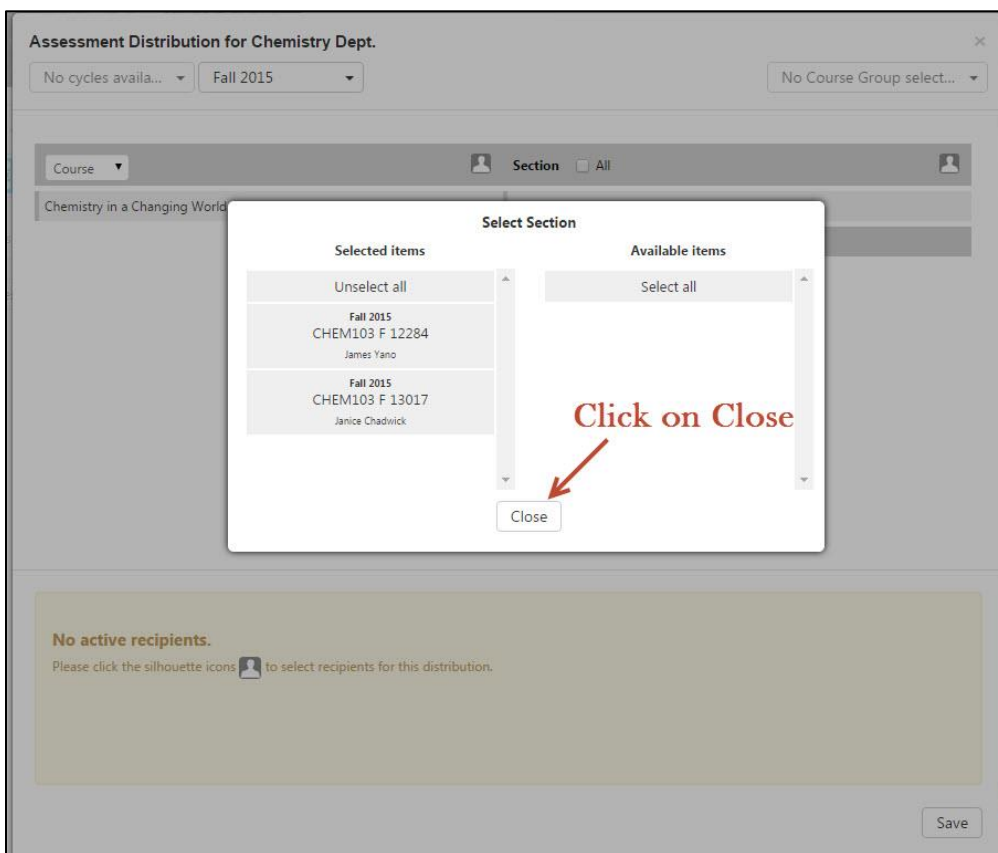 Assessment Distribution for Chemistry Dept.
×
No cycles availa... Fall 2015 No Course Group select...
Course Section All
Chemistry in a Changing World
Select Section
Selected items Available items
Unselect all Select all
Fall 2015
CHEM103 F 12284
James Yano
Fall 2015
CHEM103 F 13017
Janice Chadwick
Click on Close
Close
No active recipients.
Please click the silhouette icons to select recipients for this distribution.
Save